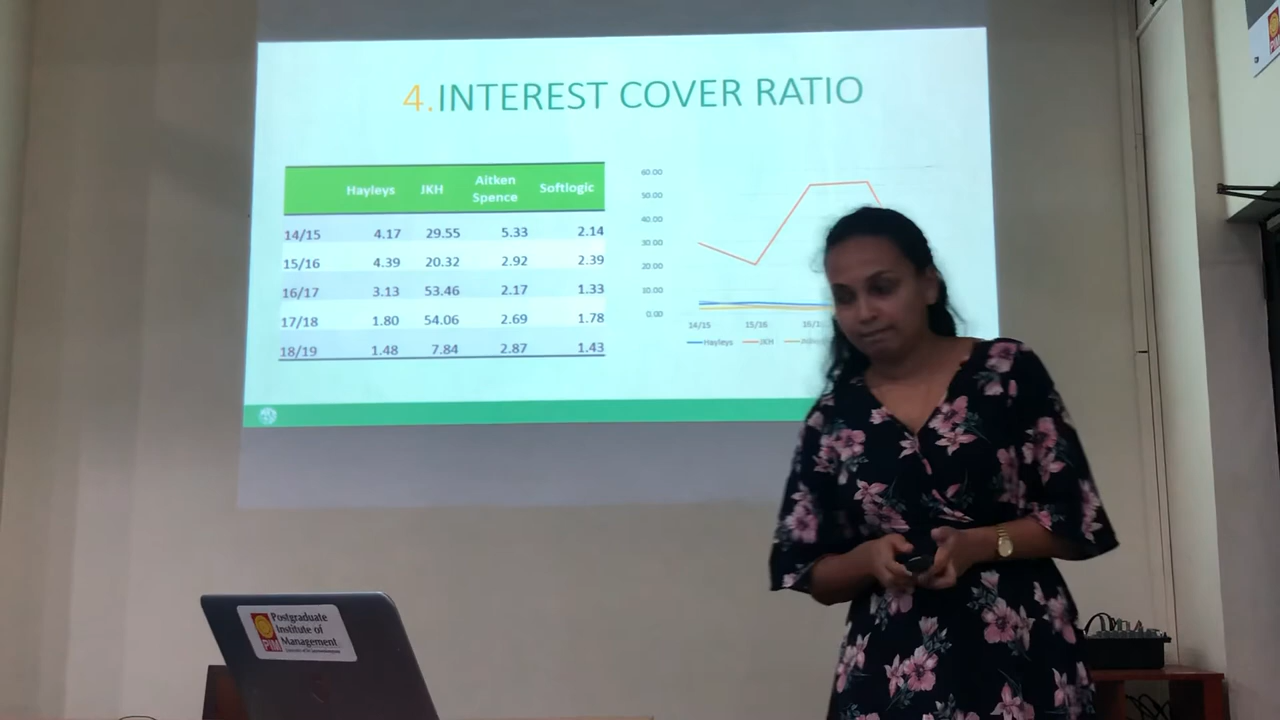 4.INTEREST COVER RATIO
Hayleys JKH Aitken Spence Softlogic
14/15 4.17 29.55 5.33 2.14
15/16 4.39 20.32 2.92 2.39
16/17 3.13 53.46 2.17 1.33
17/18 1.80 54.06 2.69 1.78
18/19 1.48 7.84 2.87 1.43
60.00
50.00
40.00
30.00
20.00
10.00
0.00
14/15 15/16 16/1
Hayleys JKH
Postgraduate
Institute of
Management
PIM